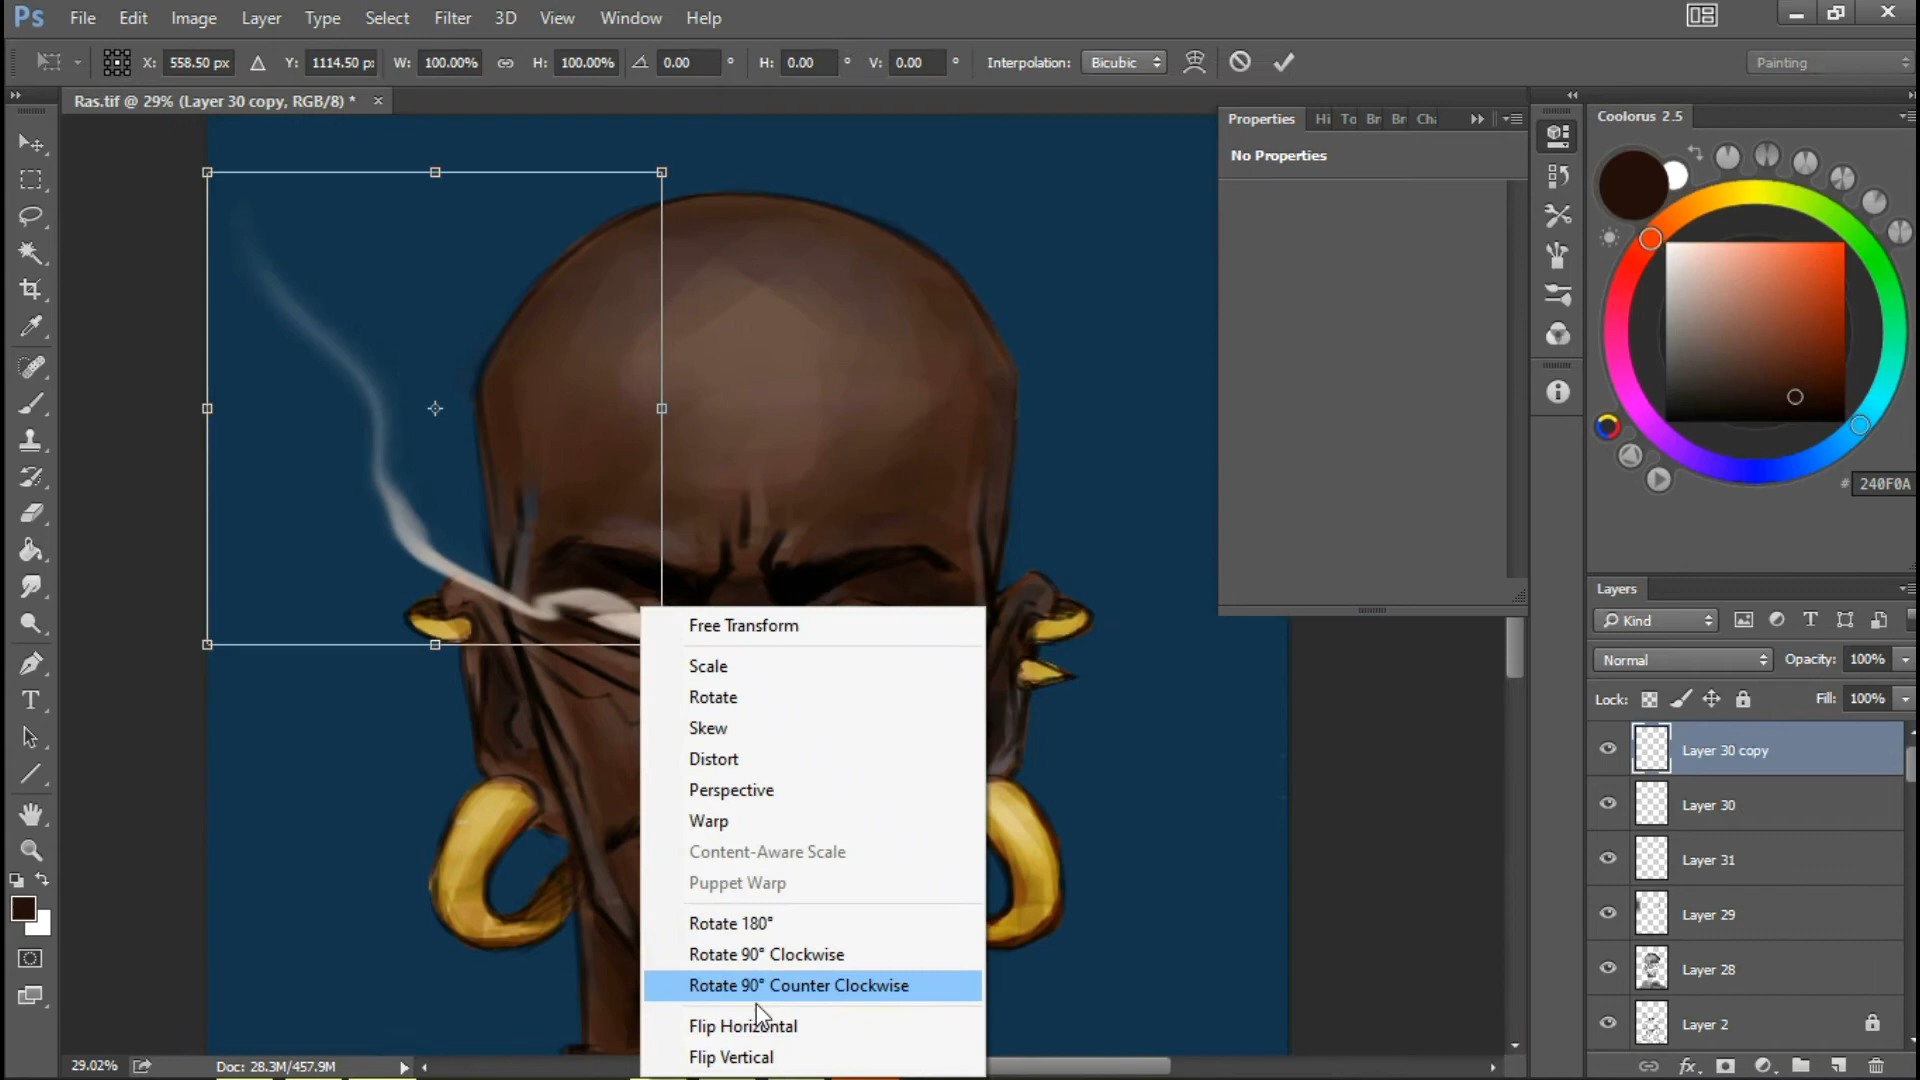 Ps File Edit Image Layer Type Select Filter 3D View Window Help
X: 558.50 px Y: 1114.50 p: W: 100.00% H: 100.00% 0.00 ° H: 0.00 ° V: 0.00 ° Interpolation: Bicubic Painting
Ras.tif @ 29% (Layer 30 copy, RGB/8) * ×
Properties Hi To Br Br Cha
No Properties
Coolorus 2.5
# 240F0A
Layers
Kind
Normal Opacity: 100%
Lock: Fill: 100%
Layer 30 copy
Layer 30
Layer 31
Layer 29
Layer 28
Layer 2
fx
T
Free Transform
Scale
Rotate
Skew
Distort
Perspective
Warp
Content-Aware Scale
Puppet Warp
Rotate 180°
Rotate 90° Clockwise
Rotate 90° Counter Clockwise
Flip Horizontal
Flip Vertical
29.02% Doc: 28.3M/457.9M